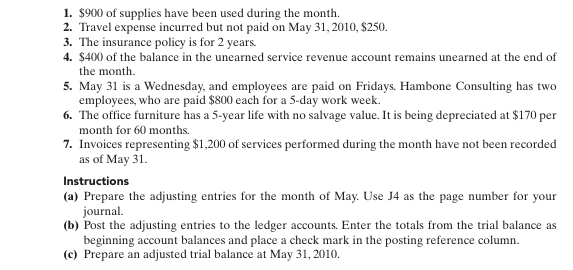 1. $900 of supplies have been used during the month.
2. Travel expense incurred but not paid on May 31, 2010, $250.
3. The insurance policy is for 2 years.
4. $400 of the balance in the unearned service revenue account remains unearned at the end of
the month.
5. May 31 is a Wednesday, and employees are paid on Fridays. Hambone Consulting has two
employees, who are paid $800 each for a 5-day work week.
6. The office furniture has a 5-year life with no salvage value. It is being depreciated at $170 per
month for 60 months.
7. Invoices representing $1,200 of services performed during the month have not been recorded
as of May 31.
Instructions
(a) Prepare the adjusting entries for the month of May. Use J4 as the page number for your
journal.
(b) Post the adjusting entries to the ledger accounts. Enter the totals from the trial balance as
beginning account balances and place a check mark in the posting reference column.
(c) Prepare an adjusted trial balance at May 31, 2010.